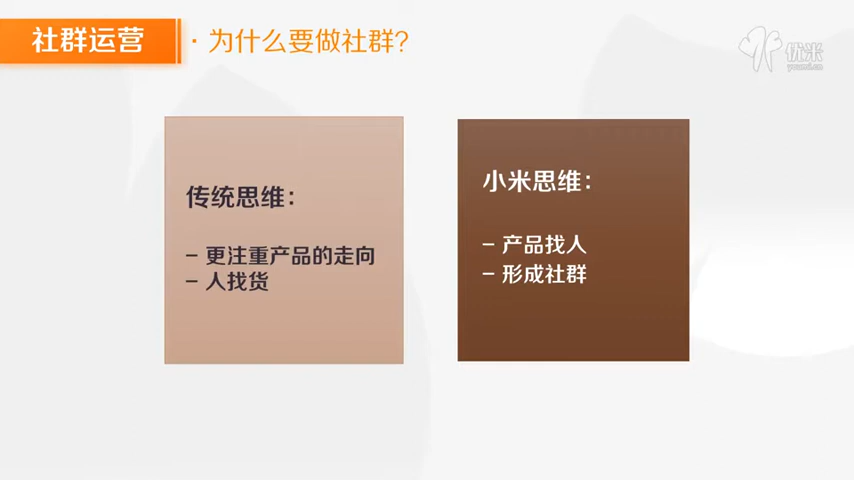 社群运营
· 为什么要做社群?
优米
youmi.cn
传统思维:
- 更注重产品的走向
- 人找货
小米思维:
- 产品找人
- 形成社群